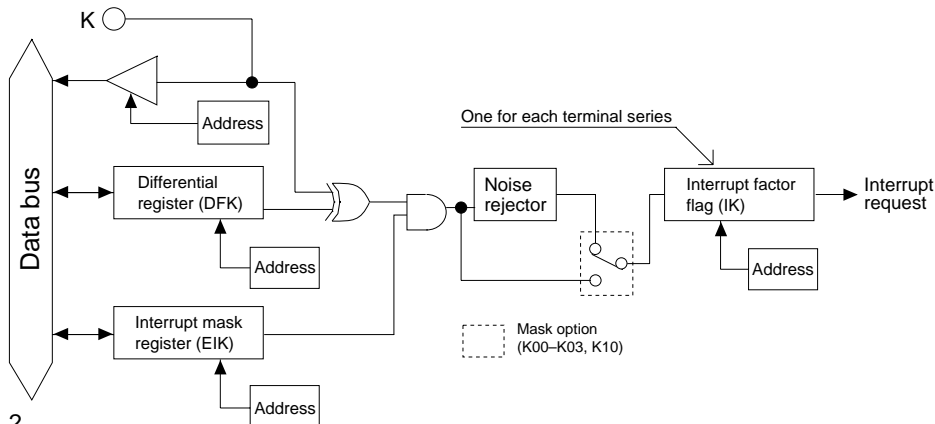 K
Address
One for each terminal series
Data bus
Differential
register (DFK)
Noise
rejector
Interrupt factor
flag (IK)
Interrupt
request
Address
Address
Interrupt mask
register (EIK)
Mask option
(K00–K03, K10)
Address
2